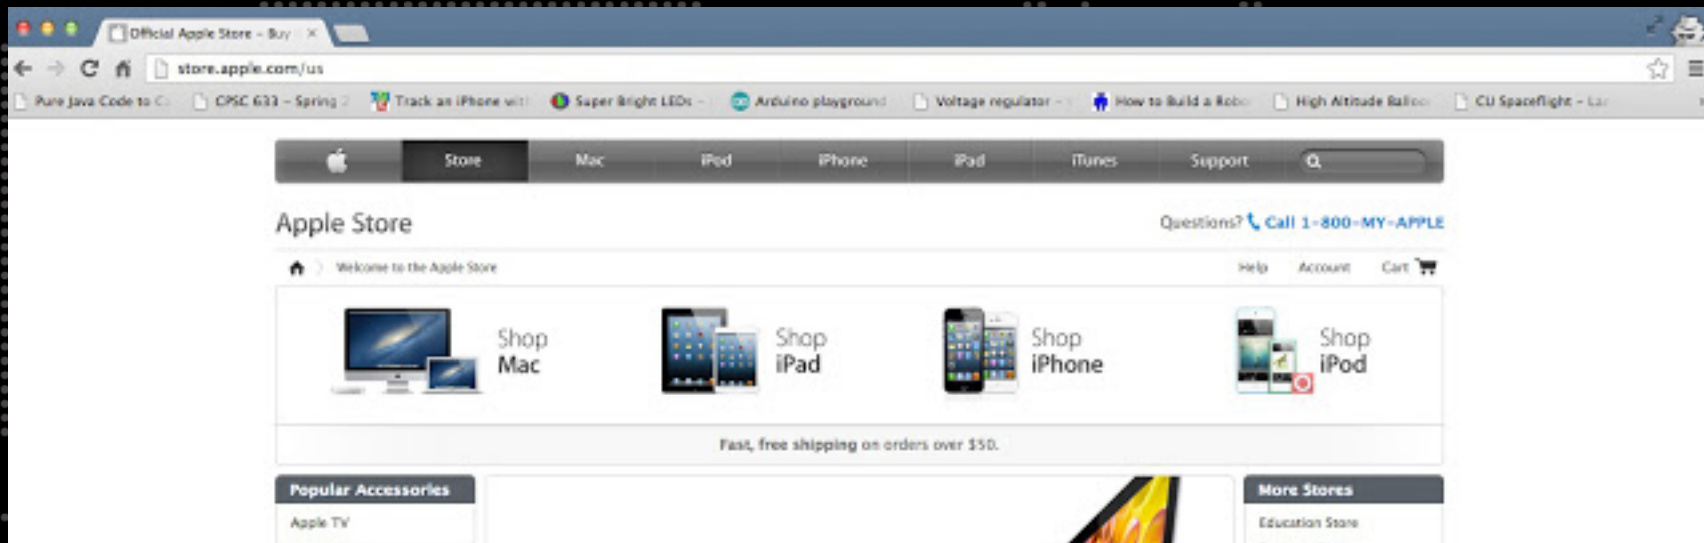 Official Apple Store - Buy
store.apple.com/us
Pure Java Code to C
CPSC 633 - Spring 2
Track an iPhone wit
Super Bright LEDs -
Arduino playground
Voltage regulator -
How to Build a Robo
High Altitude Balloo
CU Spaceflight - Lan
Store
Mac
iPod
iPhone
iPad
iTunes
Support
Apple Store
Questions? Call 1-800-MY-APPLE
Welcome to the Apple Store
Help
Account
Cart
Shop
Mac
Shop
iPad
Shop
iPhone
Shop
iPod
Fast, free shipping on orders over $50.
Popular Accessories
Apple TV
More Stores
Education Store